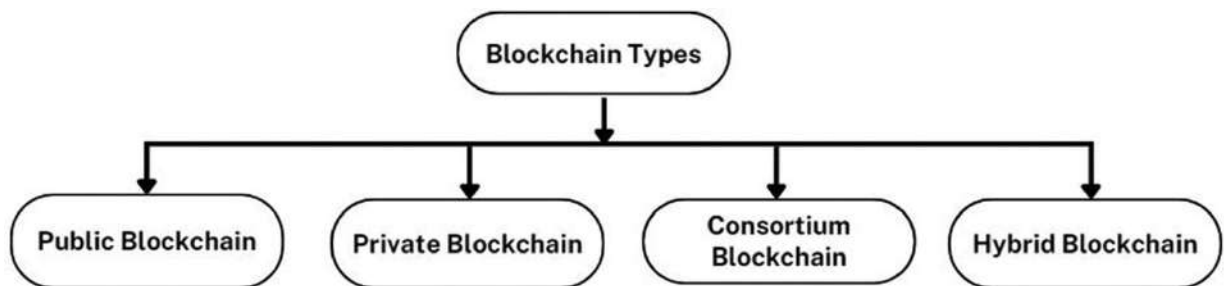 Blockchain Types
Public Blockchain
Private Blockchain
Consortium
Blockchain
Hybrid Blockchain